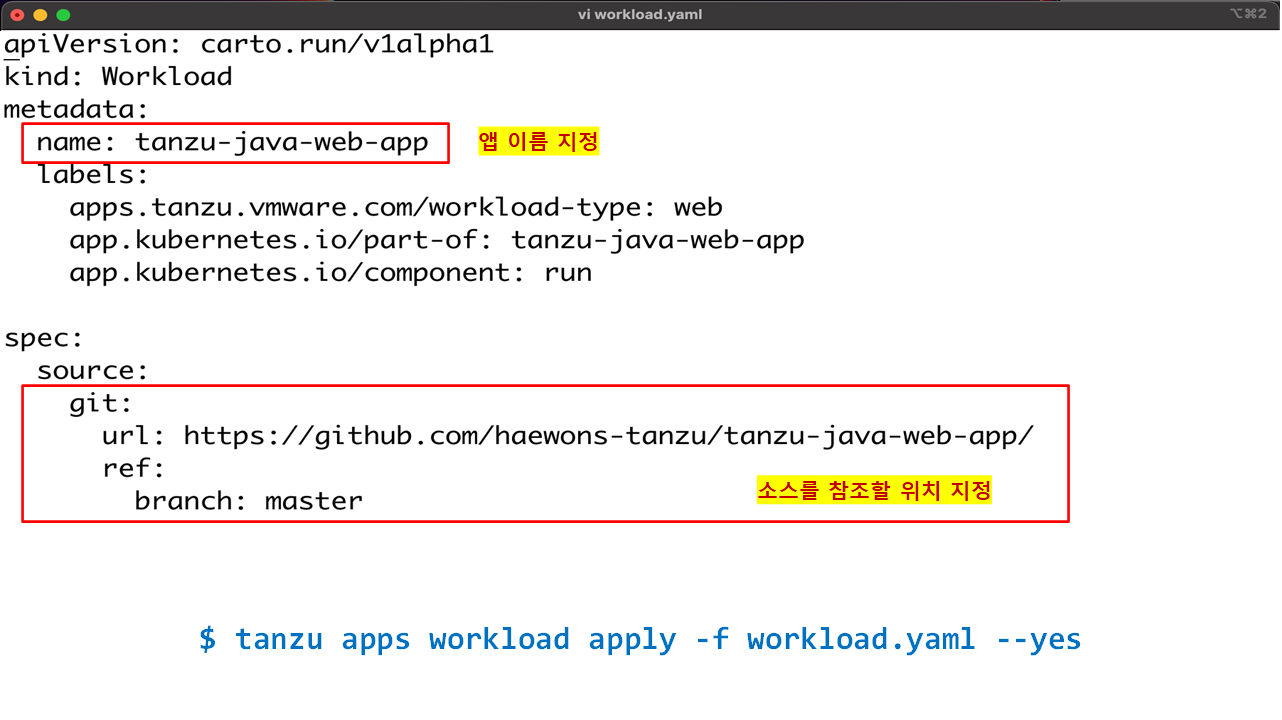 vi workload.yaml
⌥⌘2
apiVersion: carto.run/v1alpha1
kind: Workload
metadata:
  name: tanzu-java-web-app 앱 이름 지정
  labels:
    apps.tanzu.vmware.com/workload-type: web
    app.kubernetes.io/part-of: tanzu-java-web-app
    app.kubernetes.io/component: run
spec:
  source:
    git:
      url: https://github.com/haewons-tanzu/tanzu-java-web-app/
      ref:
        branch: master 소스를 참조할 위치 지정
$ tanzu apps workload apply -f workload.yaml --yes